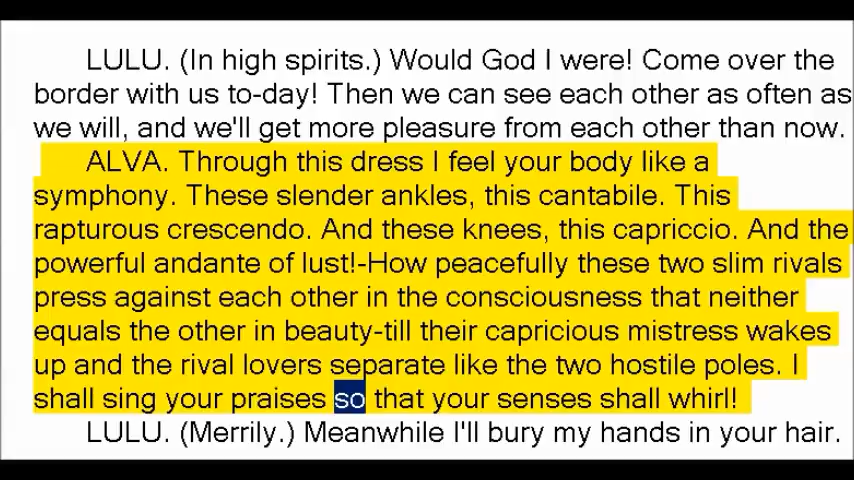 LULU. (In high spirits.) Would God I were! Come over the
border with us to-day! Then we can see each other as often as
we will, and we'll get more pleasure from each other than now.
ALVA. Through this dress I feel your body like a
symphony. These slender ankles, this cantabile. This
rapturous crescendo. And these knees, this capriccio. And the
powerful andante of lust!-How peacefully these two slim rivals
press against each other in the consciousness that neither
equals the other in beauty-till their capricious mistress wakes
up and the rival lovers separate like the two hostile poles. I
shall sing your praises so that your senses shall whirl!
LULU. (Merrily.) Meanwhile I'll bury my hands in your hair.